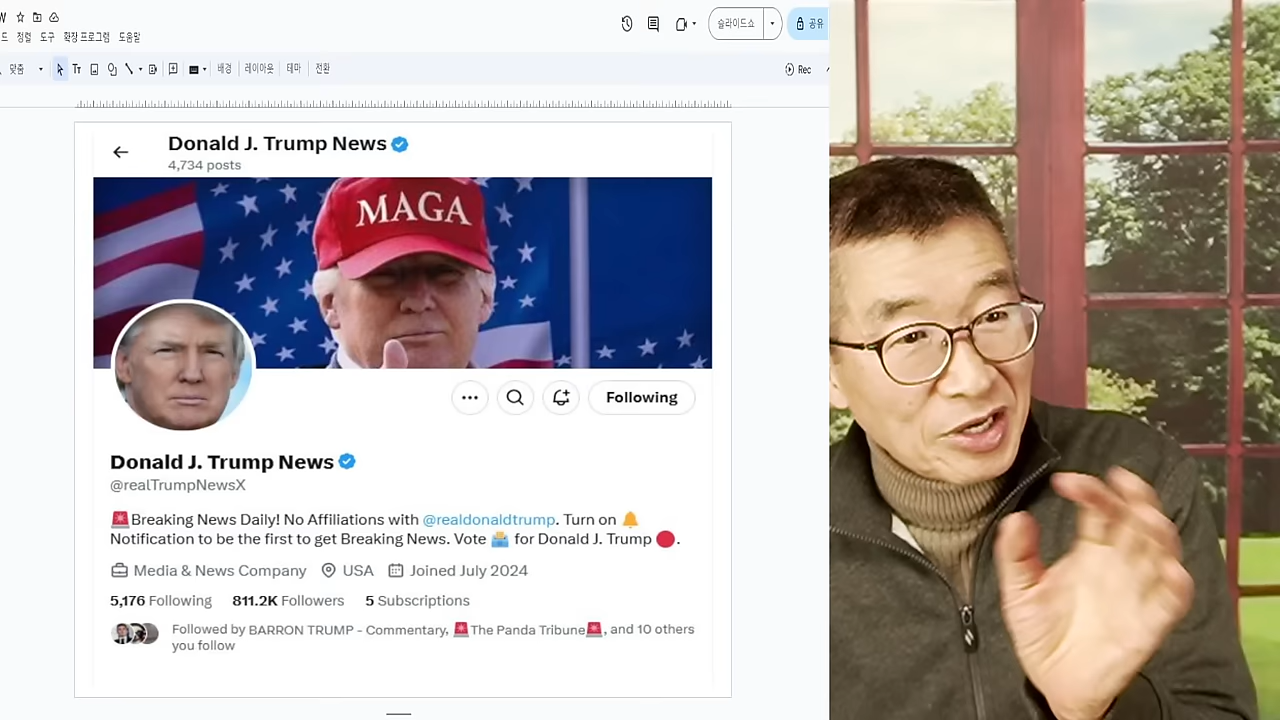 드 정렬 도구 확장 프로그램 도움말
슬라이드쇼
공유
맞춤
Tт
배경 레이아웃 테마 전환
Rec
Donald J. Trump News
4,734 posts
MAGA
Following
Donald J. Trump News
@realTrumpNewsX
🚨Breaking News Daily! No Affiliations with @realdonaldtrump. Turn on 🔔
Notification to be the first to get Breaking News. Vote 🗳️ for Donald J. Trump 🔴.
Media & News Company USA Joined July 2024
5,176 Following 811.2K Followers 5 Subscriptions
Followed by BARRON TRUMP - Commentary, 🚨The Panda Tribune🚨, and 10 others
you follow